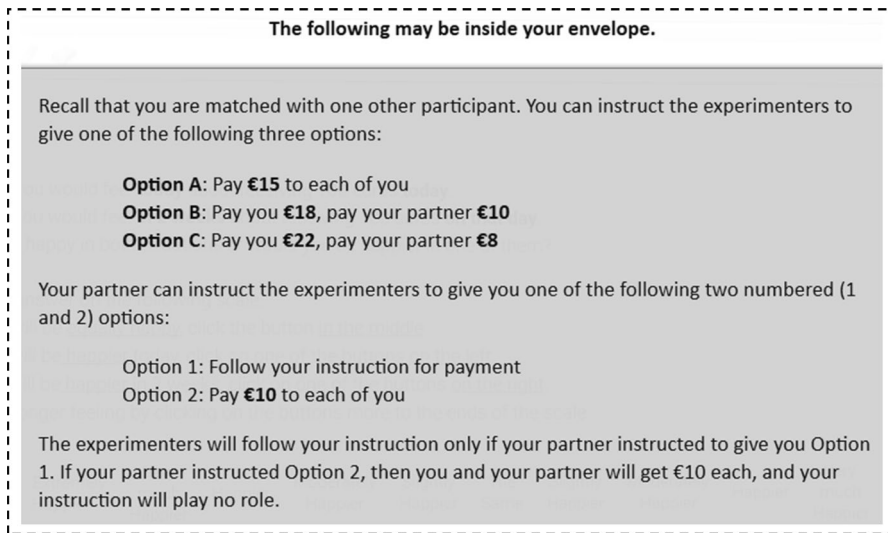 The following may be inside your envelope.
Recall that you are matched with one other participant. You can instruct the experimenters to
give one of the following three options:
Option A: Pay €15 to each of you
Option B: Pay you €18, pay your partner €10
Option C: Pay you €22, pay your partner €8
Your partner can instruct the experimenters to give you one of the following two numbered (1
and 2) options:
Option 1: Follow your instruction for payment
Option 2: Pay €10 to each of you
The experimenters will follow your instruction only if your partner instructed to give you Option
1. If your partner instructed Option 2, then you and your partner will get €10 each, and your
instruction will play no role.